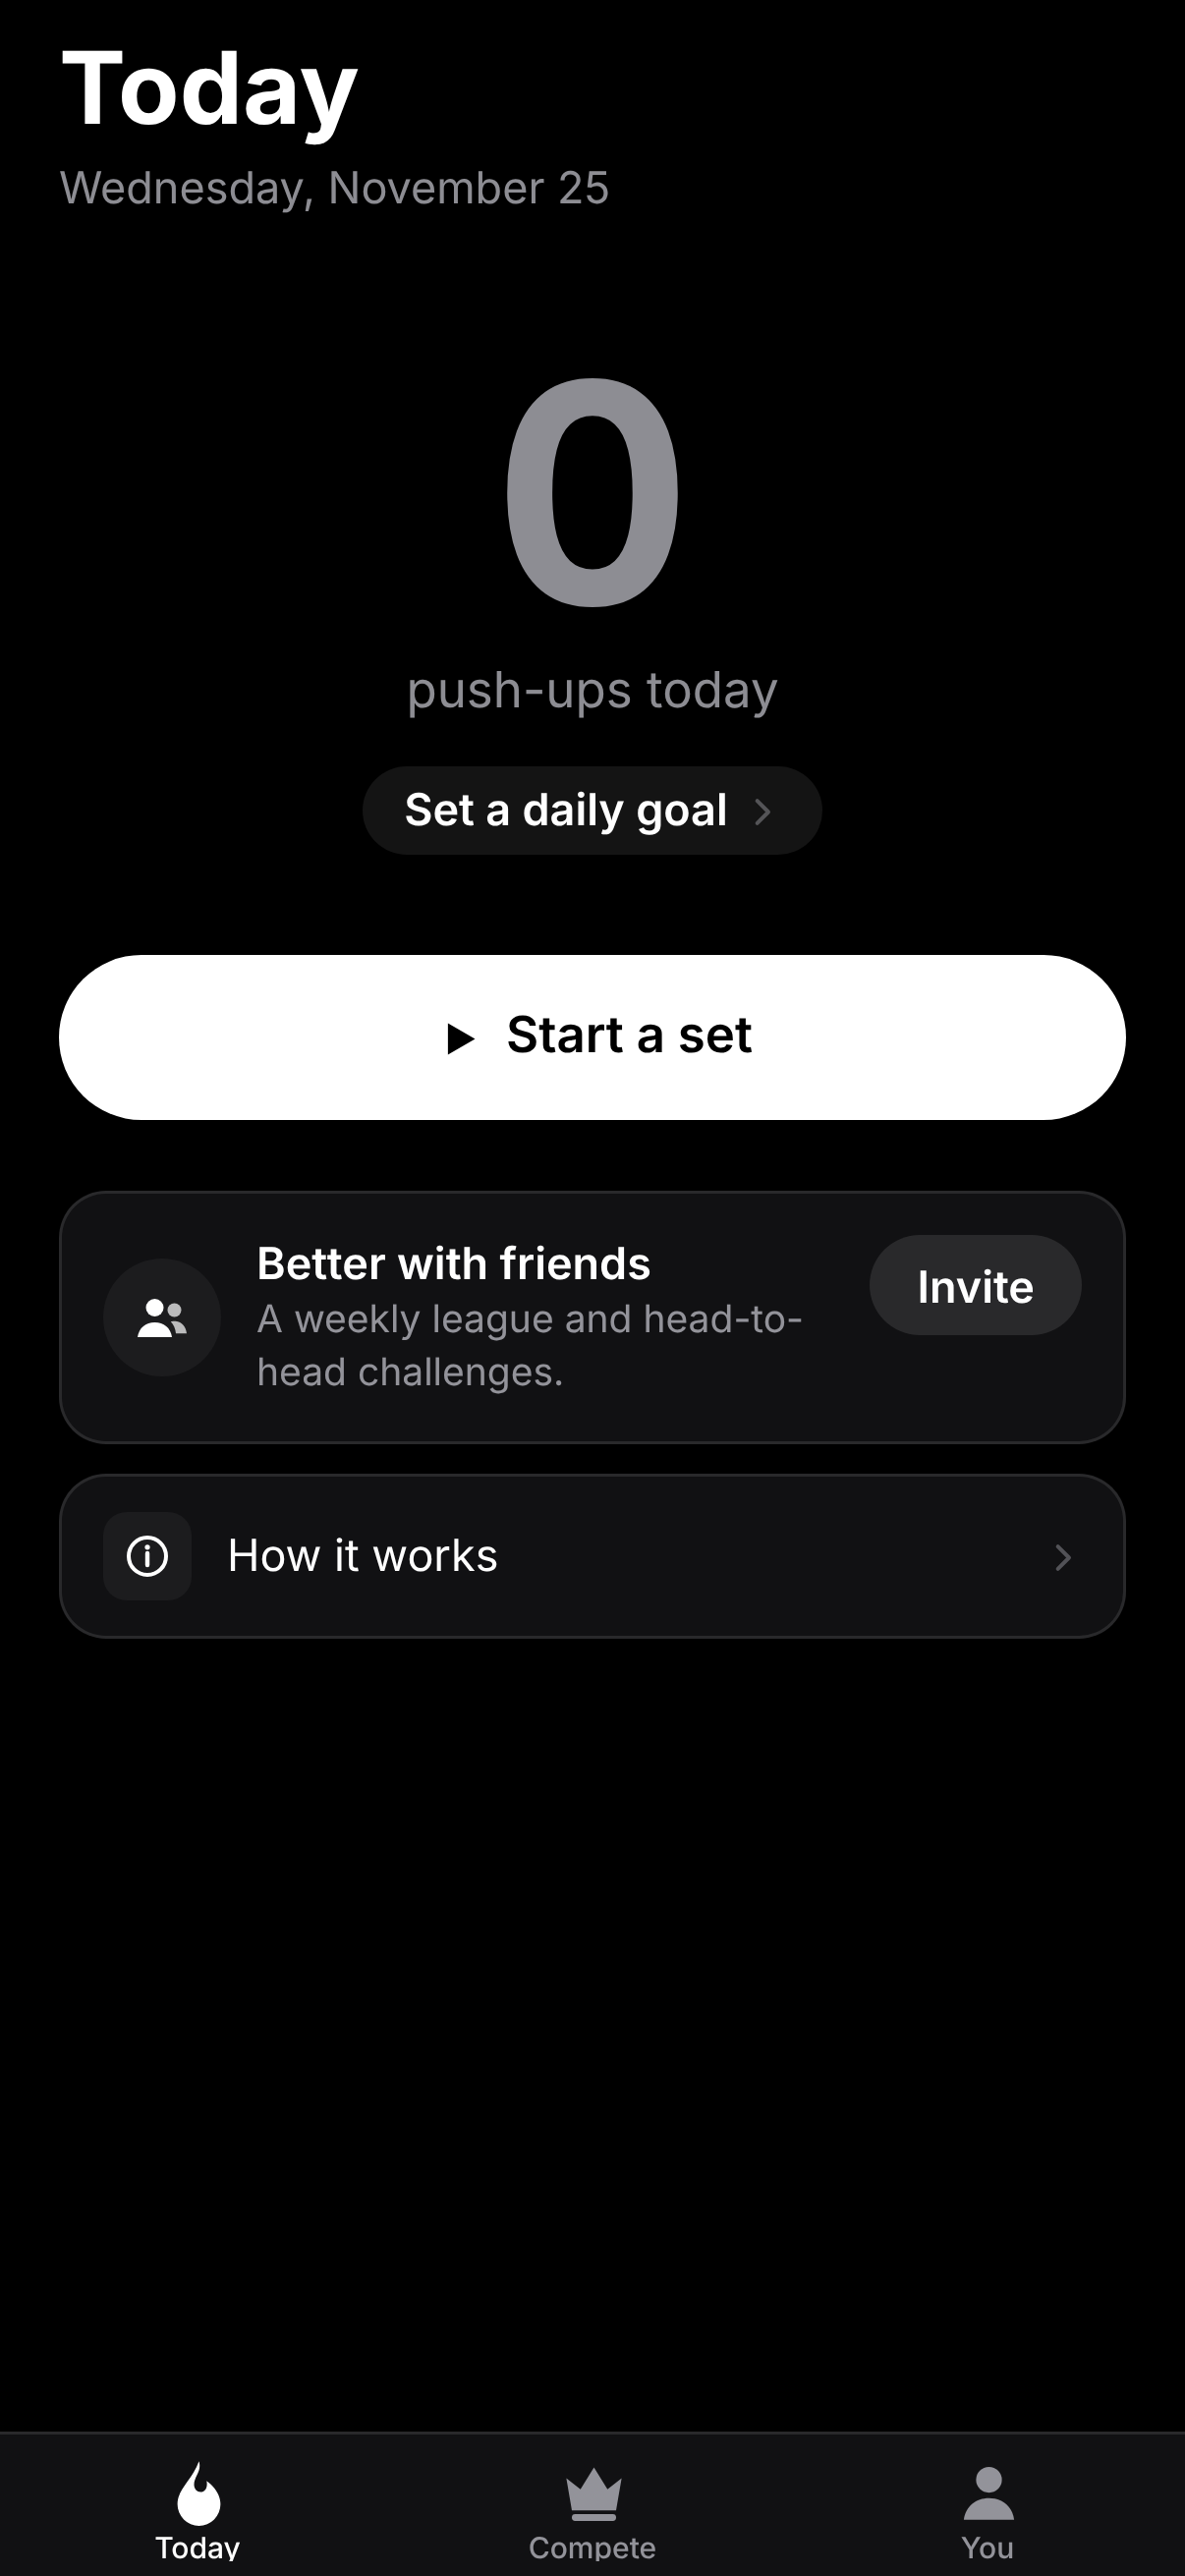 Today
Wednesday, November 25
0
push-ups today
Set a daily goal
Start a set
Better with friends
A weekly league and head-to-
head challenges.
Invite
How it works
Today
Compete
You